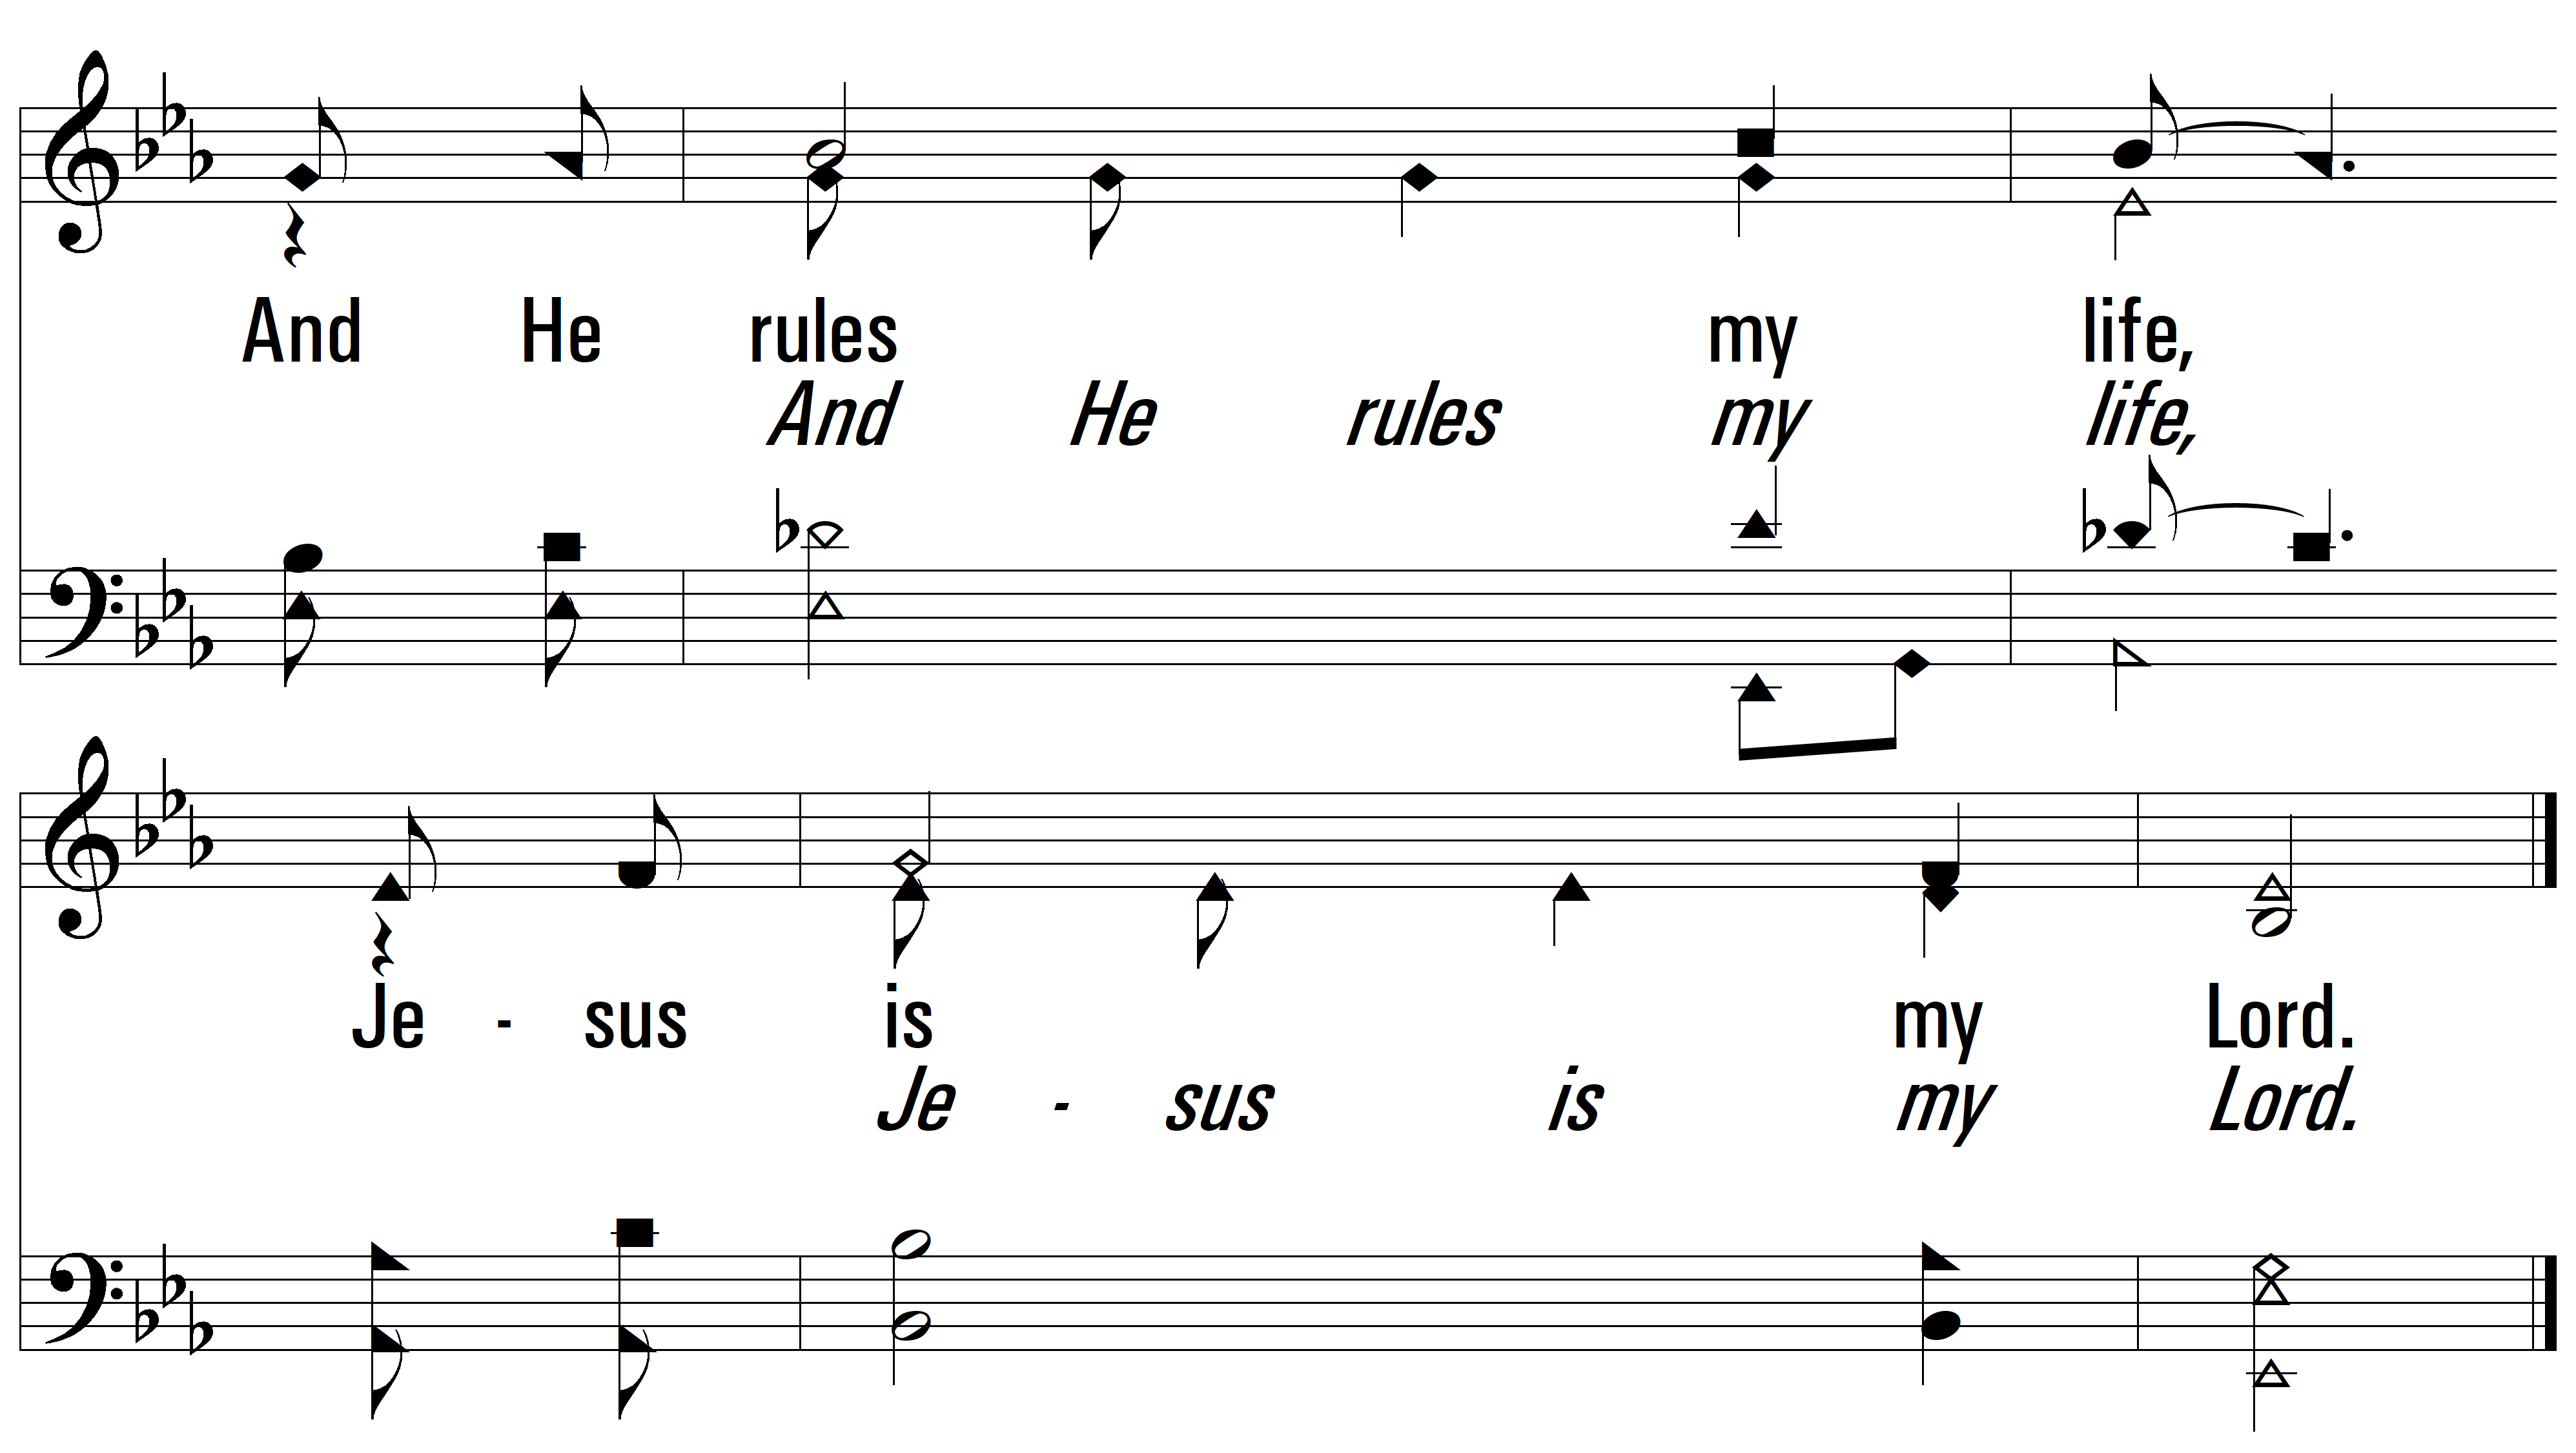 And He rules my life,
And He rules my life,
Je - sus is my Lord.
Je - sus is my Lord.